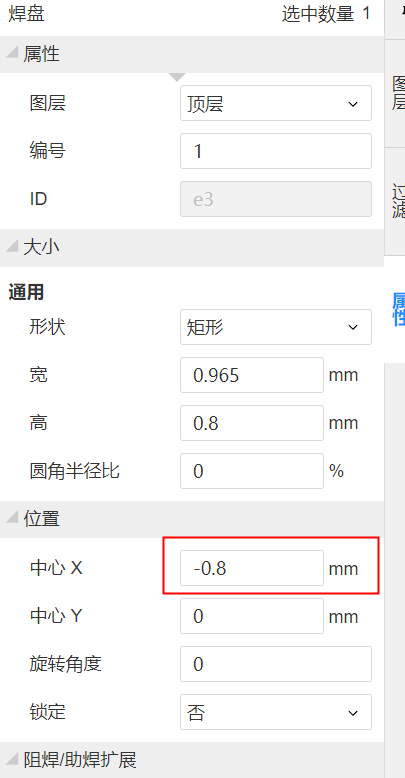 焊盘 选中数量 1
属性
图层 顶层
编号 1
ID e3
大小
通用
形状 矩形
宽 0.965 mm
高 0.8 mm
圆角半径比 0 %
位置
中心 X -0.8 mm
中心 Y 0 mm
旋转角度 0
锁定 否
阻焊/助焊扩展
图层
过滤
属性